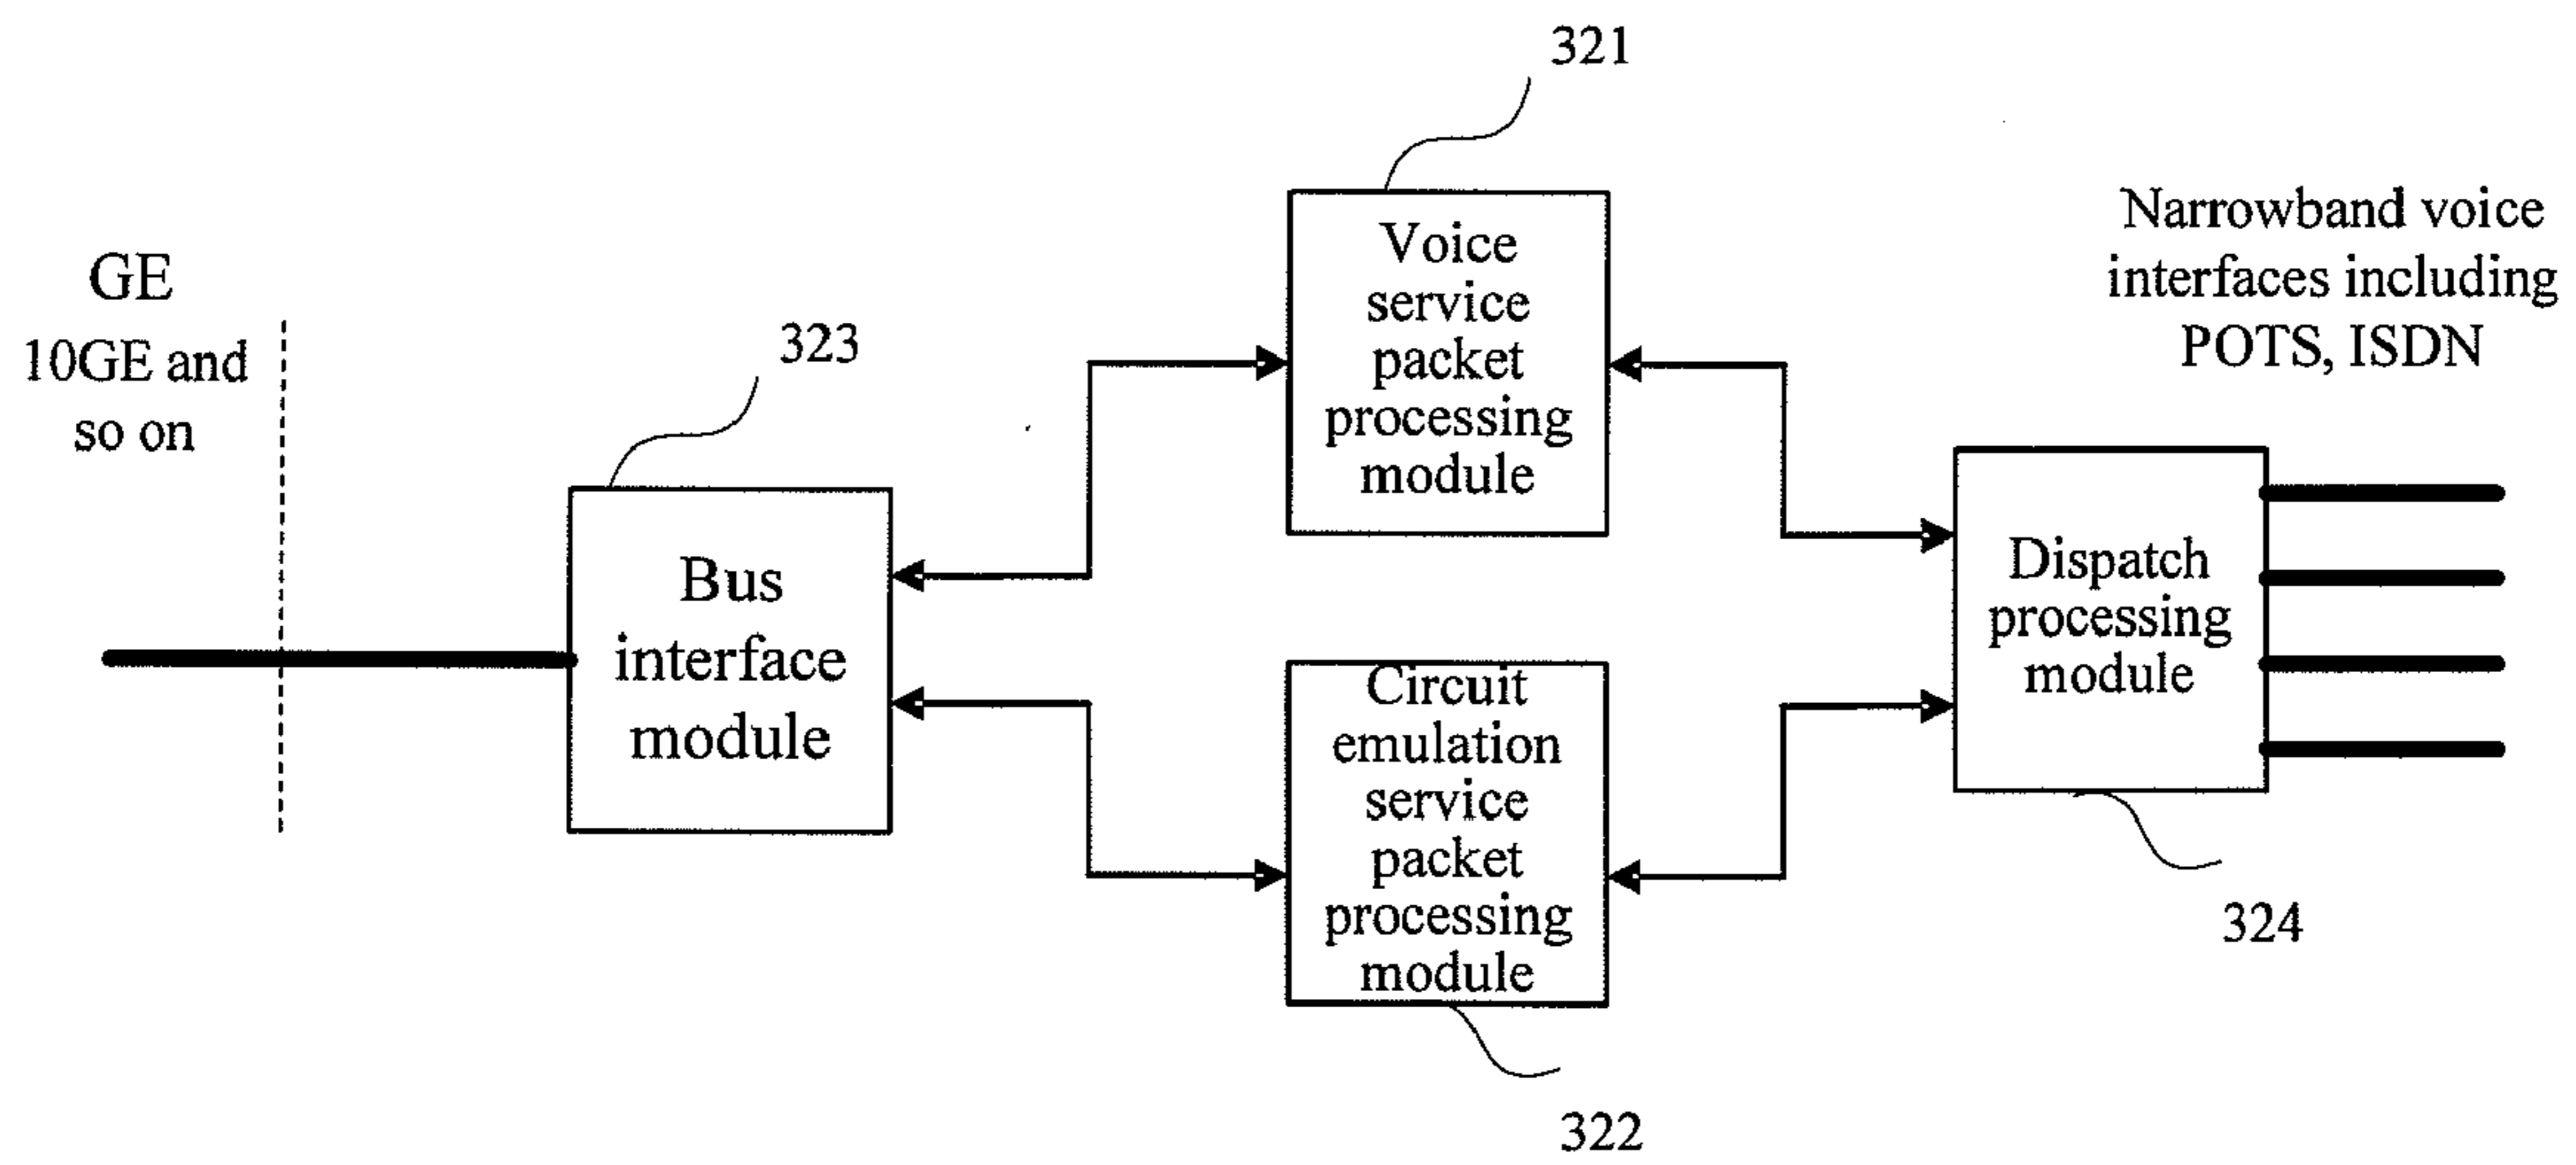 321
Narrowband voice
interfaces including
POTS, ISDN
GE
10GE and
so on
323
Voice
service
packet
processing
module
Bus
interface
module
Dispatch
processing
module
Circuit
emulation
service
packet
processing
module
324
322